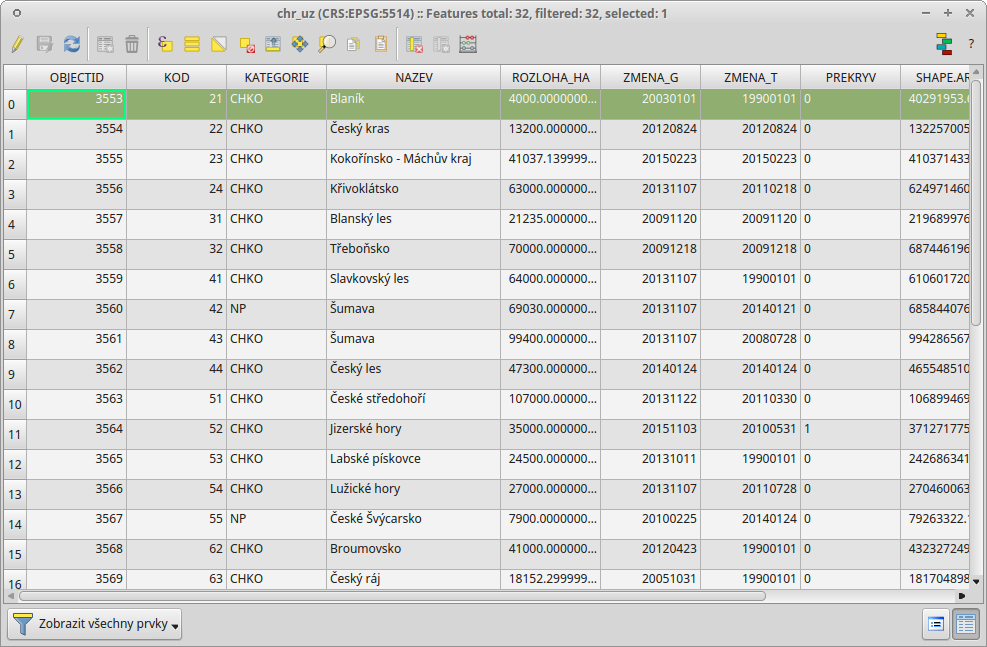 chr_uz (CRS:EPSG:5514) :: Features total: 32, filtered: 32, selected: 1
OBJECTID KOD KATEGORIE NAZEV ROZLOHA_HA ZMENA_G ZMENA_T PREKRYV SHAPE.AR
0 3553 21 CHKO Blaník 4000.0000000... 20030101 19900101 0 40291953.
1 3554 22 CHKO Český kras 13200.000000... 20120824 20120824 0 132257005
2 3555 23 CHKO Kokořínsko - Máchův kraj 41037.139999... 20150223 20150223 0 410371433
3 3556 24 CHKO Křivoklátsko 63000.000000... 20131107 20110218 0 624971460
4 3557 31 CHKO Blanský les 21235.000000... 20091120 20091120 0 219689976
5 3558 32 CHKO Třeboňsko 70000.000000... 20091218 20091218 0 687446196
6 3559 41 CHKO Slavkovský les 64000.000000... 20131107 19900101 0 610601720
7 3560 42 NP Šumava 69030.000000... 20131107 20140121 0 685844076
8 3561 43 CHKO Šumava 99400.000000... 20131107 20080728 0 994286567
9 3562 44 CHKO Český les 47300.000000... 20140124 20140124 0 465548510
10 3563 51 CHKO České středohoří 107000.00000... 20131122 20110330 0 106899469
11 3564 52 CHKO Jizerské hory 35000.000000... 20151103 20100531 1 371271775
12 3565 53 CHKO Labské pískovce 24500.000000... 20131011 19900101 0 242686341
13 3566 54 CHKO Lužické hory 27000.000000... 20131107 20110728 0 270460063
14 3567 55 NP České Švýcarsko 7900.0000000... 20100225 20140124 0 79263322.
15 3568 62 CHKO Broumovsko 41000.000000... 20120423 19900101 0 432327249
16 3569 63 CHKO Český ráj 18152.299999... 20051031 19900101 0 181704898
Zobrazit všechny prvky